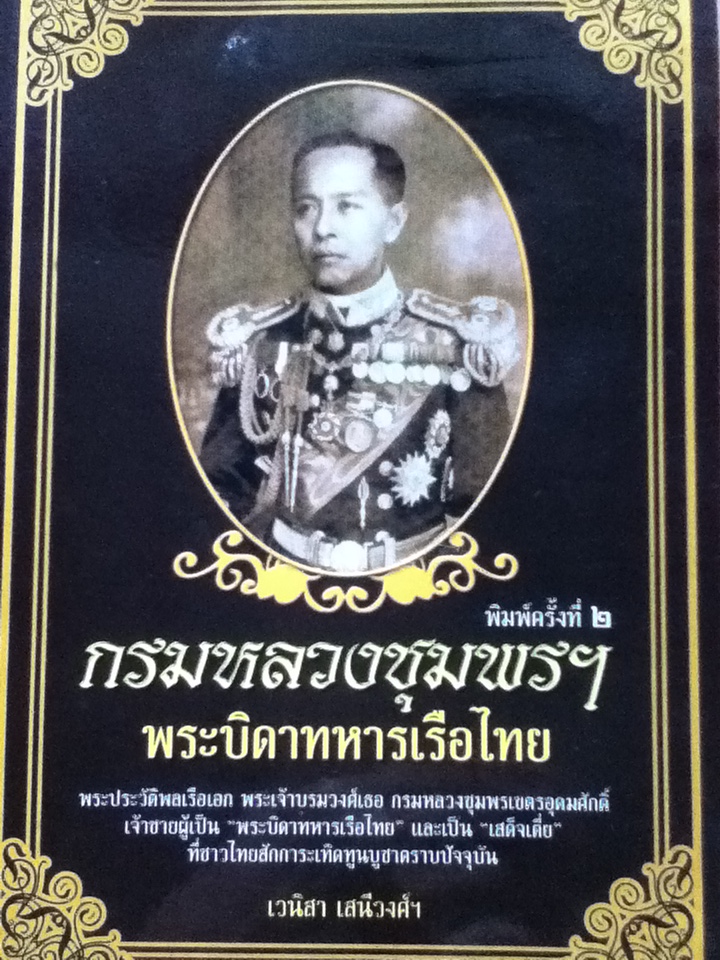 พิมพ์ครั้งที่ ๒
กรมหลวงชุมพรฯ
พระบิดาทหารเรือไทย
พระประวัติพลเรือเอก พระเจ้าบรมวงศ์เธอ กรมหลวงชุมพรเขตรอุดมศักดิ์
เจ้าชายผู้เป็น "พระบิดาทหารเรือไทย" และเป็น "เสด็จเตี่ย"
ที่ชาวไทยสักการะเทิดทูนบูชาตราบปัจจุบัน
เวนิสา เสนีวงศ์ฯ